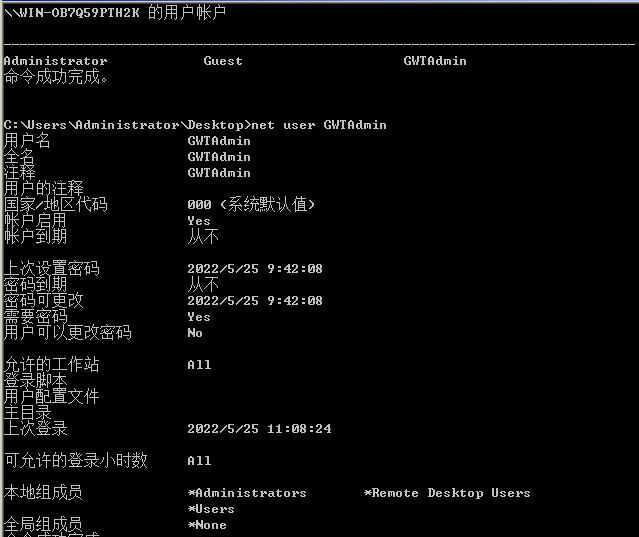 \\WIN-OB7Q59PTH2K 的用户帐户
-------------------------------------------------------------------------------
Administrator Guest GWTAdmin
命令成功完成。
C:\Users\Administrator\Desktop>net user GWTAdmin
用户名 GWTAdmin
全名 GWTAdmin
注释 GWTAdmin
用户的注释
国家/地区代码 000 (系统默认值)
帐户启用 Yes
帐户到期 从不
上次设置密码 2022/5/25 9:42:08
密码到期 从不
密码可更改 2022/5/25 9:42:08
需要密码 Yes
用户可以更改密码 No
允许的工作站 All
登录脚本
用户配置文件
主目录
上次登录 2022/5/25 11:08:24
可允许的登录小时数 All
本地组成员 *Administrators *Remote Desktop Users
*Users
全局组成员 *None
命令成功完成